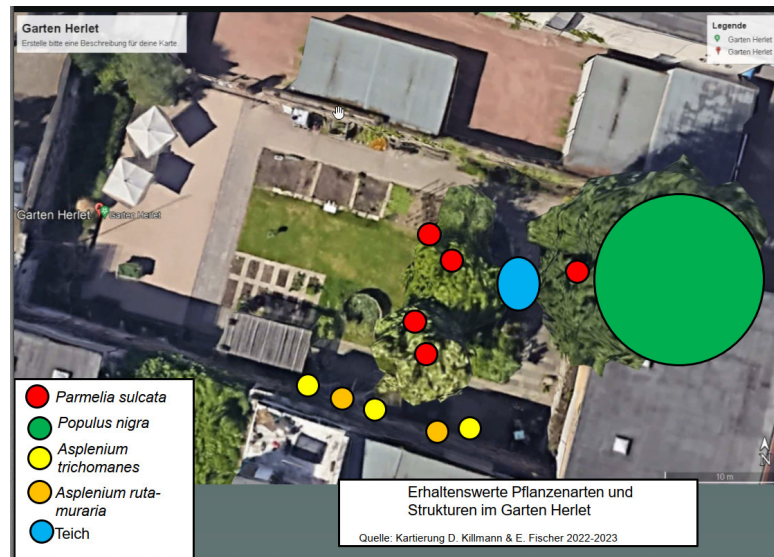 Garten Herlet
Erstelle bitte eine Beschreibung für deine Karte.
Legende
Garten Herlet
Garten Herlet
Garten Herlet
Garten Herlet
Parmelia sulcata
Populus nigra
Asplenium
trichomanes
Asplenium ruta-
muraria
Teich
10 m
N
Erhaltenswerte Pflanzenarten und
Strukturen im Garten Herlet
Quelle: Kartierung D. Killmann & E. Fischer 2022-2023